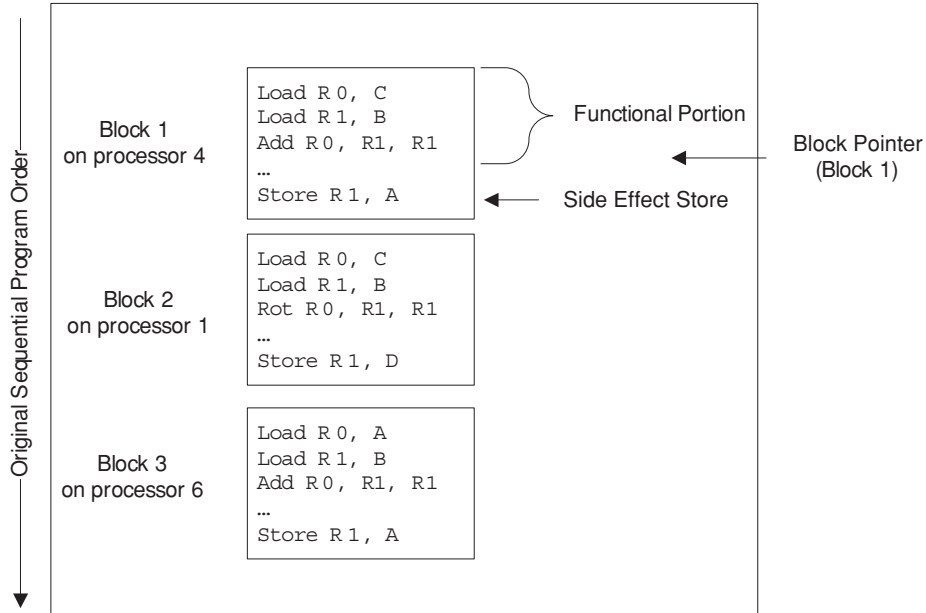 Original Sequential Program Order
Block 1
on processor 4
Load R0, C
Load R1, B
Add R0, R1, R1
…
Store R1, A
Functional Portion
Side Effect Store
Block Pointer
(Block 1)
Block 2
on processor 1
Load R0, C
Load R1, B
Rot R0, R1, R1
…
Store R1, D
Block 3
on processor 6
Load R0, A
Load R1, B
Add R0, R1, R1
…
Store R1, A